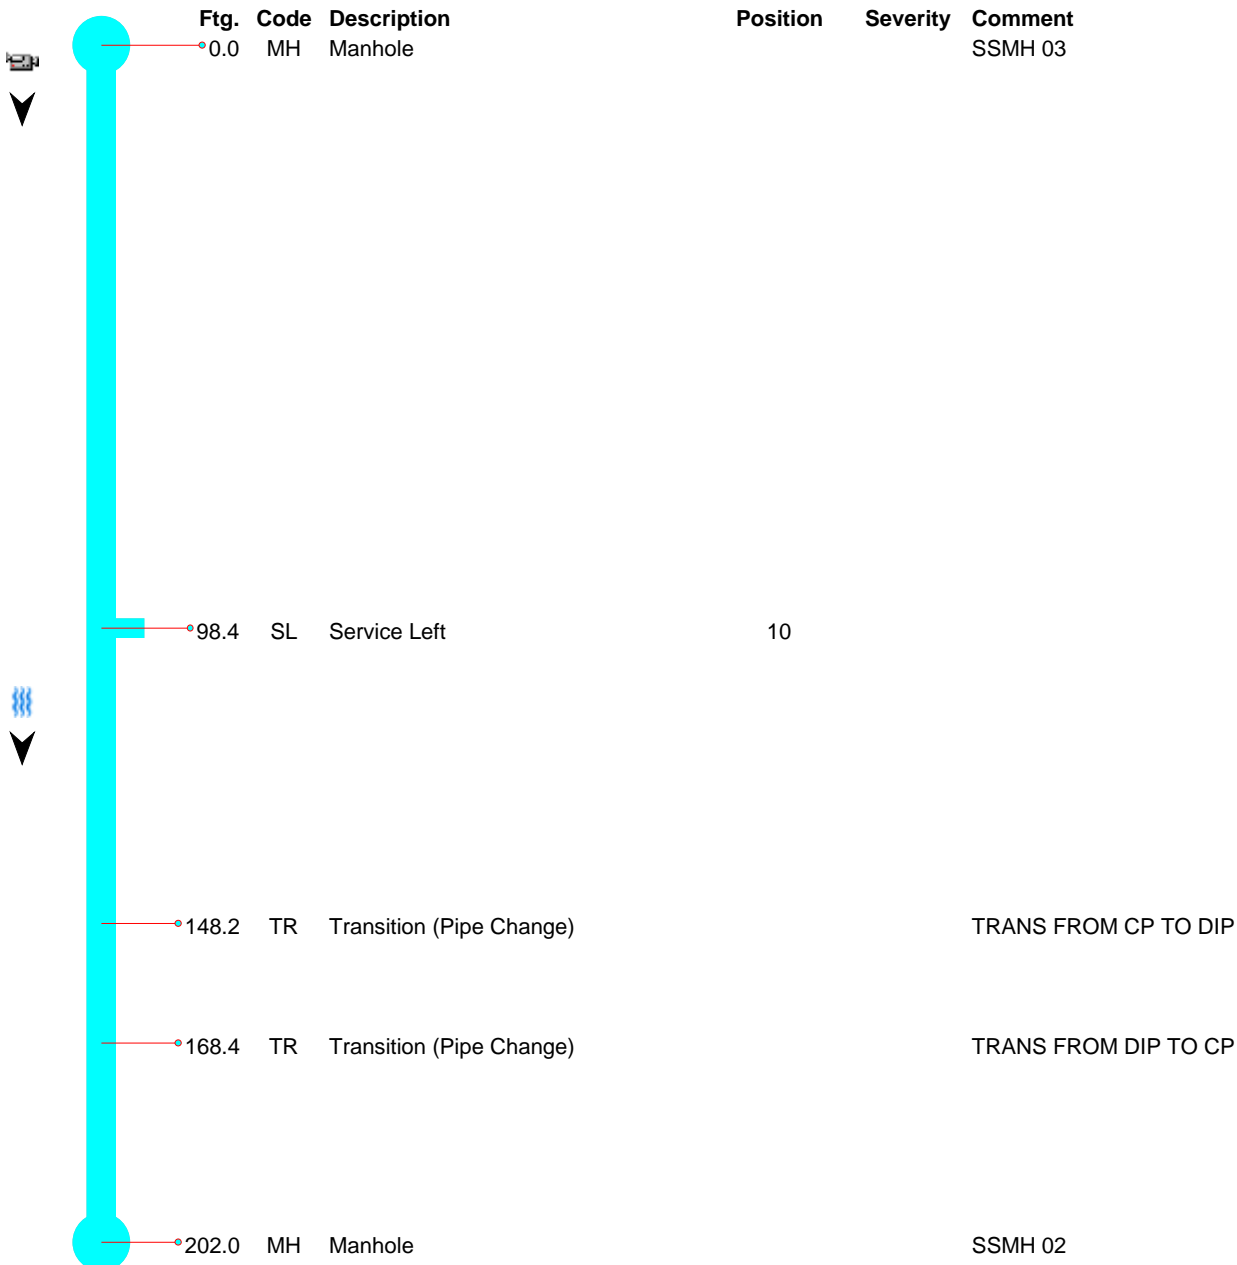 Ftg. Code Description Position Severity Comment
0.0 MH Manhole SSMH 03
98.4 SL Service Left 10
148.2 TR Transition (Pipe Change) TRANS FROM CP TO DIP
168.4 TR Transition (Pipe Change) TRANS FROM DIP TO CP
202.0 MH Manhole SSMH 02